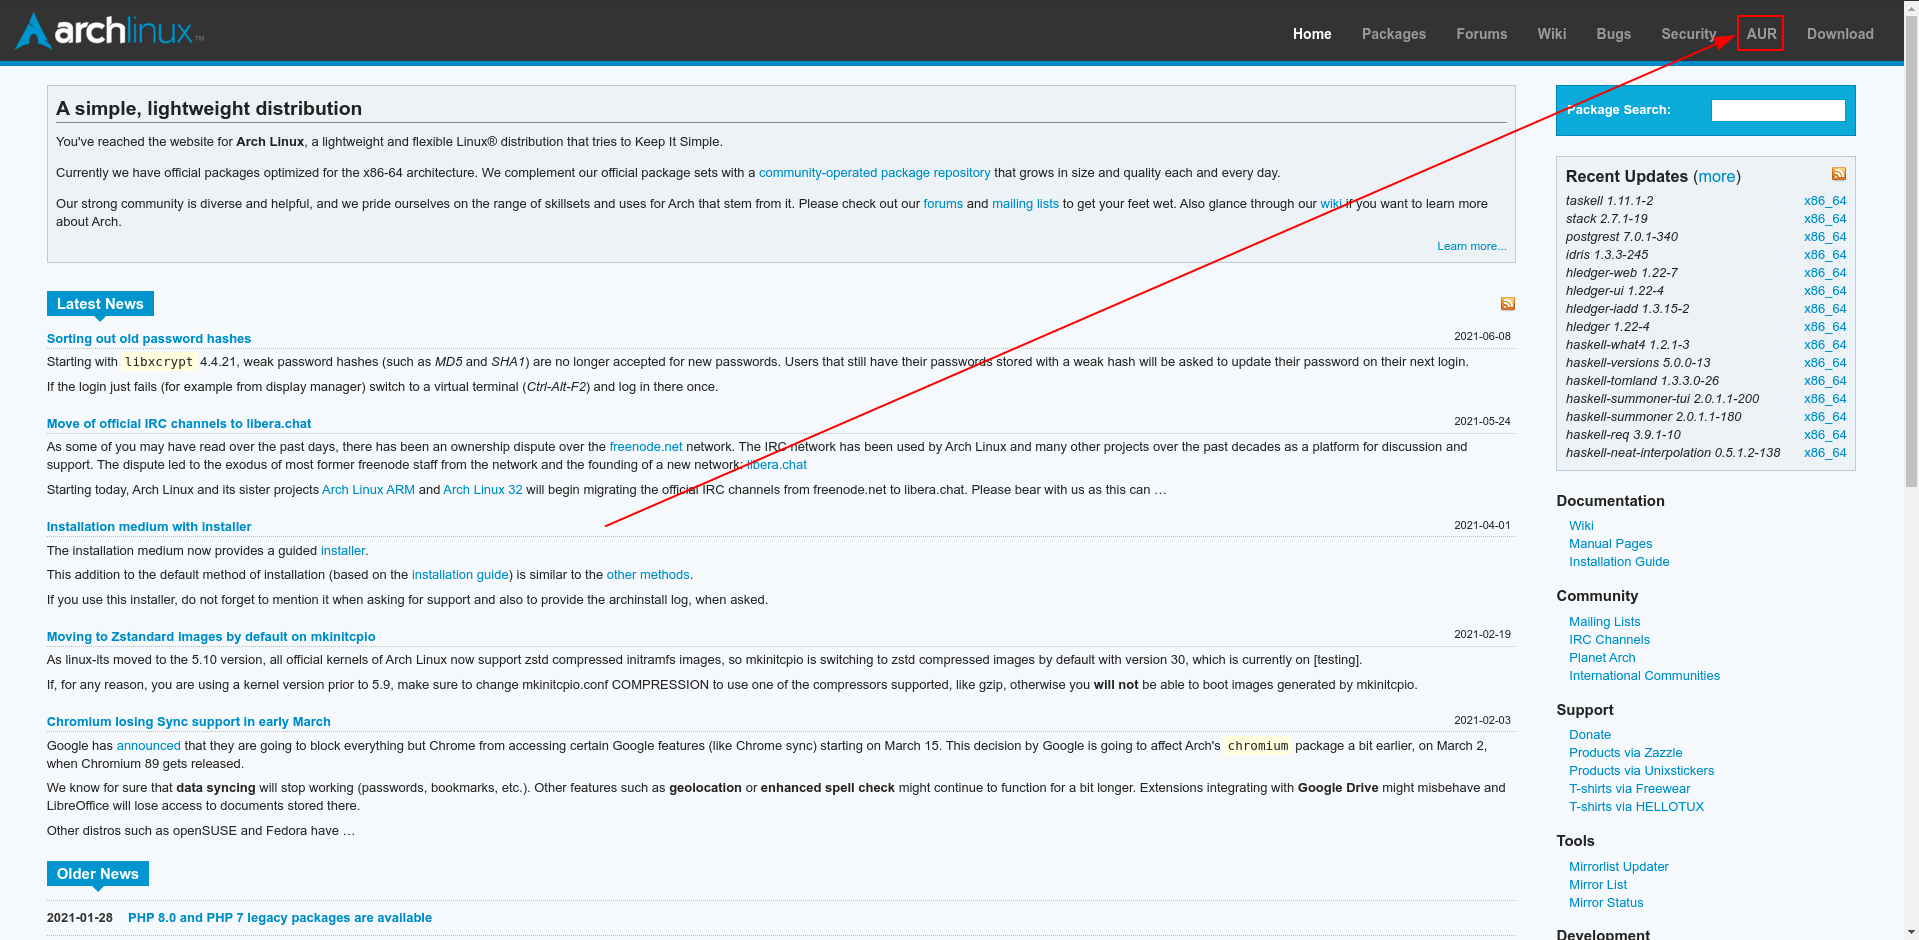 archlinux™
Home Packages Forums Wiki Bugs Security AUR Download
A simple, lightweight distribution
You've reached the website for Arch Linux, a lightweight and flexible Linux® distribution that tries to Keep It Simple.
Currently we have official packages optimized for the x86-64 architecture. We complement our official package sets with a community-operated package repository that grows in size and quality each and every day.
Our strong community is diverse and helpful, and we pride ourselves on the range of skillsets and uses for Arch that stem from it. Please check out our forums and mailing lists to get your feet wet. Also glance through our wiki if you want to learn more
about Arch.
Learn more...
Latest News
Sorting out old password hashes 2021-06-08
Starting with libxcrypt 4.4.21, weak password hashes (such as MD5 and SHA1) are no longer accepted for new passwords. Users that still have their passwords stored with a weak hash will be asked to update their password on their next login.
If the login just fails (for example from display manager) switch to a virtual terminal (Ctrl-Alt-F2) and log in there once.
Move of official IRC channels to libera.chat 2021-05-24
As some of you may have read over the past days, there has been an ownership dispute over the freenode.net network. The IRC network has been used by Arch Linux and many other projects over the past decades as a platform for discussion and
support. The dispute led to the exodus of most former freenode staff from the network and the founding of a new network: libera.chat
Starting today, Arch Linux and its sister projects Arch Linux ARM and Arch Linux 32 will begin migrating the official IRC channels from freenode.net to libera.chat. Please bear with us as this can …
Installation medium with installer 2021-04-01
The installation medium now provides a guided installer.
This addition to the default method of installation (based on the installation guide) is similar to the other methods.
If you use this installer, do not forget to mention it when asking for support and also to provide the archinstall log, when asked.
Moving to Zstandard images by default on mkinitcpio 2021-02-19
As linux-lts moved to the 5.10 version, all official kernels of Arch Linux now support zstd compressed initramfs images, so mkinitcpio is switching to zstd compressed images by default with version 30, which is currently on [testing].
If, for any reason, you are using a kernel version prior to 5.9, make sure to change mkinitcpio.conf COMPRESSION to use one of the compressors supported, like gzip, otherwise you will not be able to boot images generated by mkinitcpio.
Chromium losing Sync support in early March 2021-02-03
Google has announced that they are going to block everything but Chrome from accessing certain Google features (like Chrome sync) starting on March 15. This decision by Google is going to affect Arch's chromium package a bit earlier, on March 2,
when Chromium 89 gets released.
We know for sure that data syncing will stop working (passwords, bookmarks, etc.). Other features such as geolocation or enhanced spell check might continue to function for a bit longer. Extensions integrating with Google Drive might misbehave and
LibreOffice will lose access to documents stored there.
Other distros such as openSUSE and Fedora have …
Older News
2021-01-28 PHP 8.0 and PHP 7 legacy packages are available
Package Search:
Recent Updates (more)
taskell 1.11.1-2 x86_64
stack 2.7.1-19 x86_64
postgrest 7.0.1-340 x86_64
idris 1.3.3-245 x86_64
hledger-web 1.22-7 x86_64
hledger-ui 1.22-4 x86_64
hledger-iadd 1.3.15-2 x86_64
hledger 1.22-4 x86_64
haskell-what4 1.2.1-3 x86_64
haskell-versions 5.0.0-13 x86_64
haskell-tomland 1.3.3.0-26 x86_64
haskell-summoner-tui 2.0.1.1-200 x86_64
haskell-summoner 2.0.1.1-180 x86_64
haskell-req 3.9.1-10 x86_64
haskell-neat-interpolation 0.5.1.2-138 x86_64
Documentation
Wiki
Manual Pages
Installation Guide
Community
Mailing Lists
IRC Channels
Planet Arch
International Communities
Support
Donate
Products via Zazzle
Products via Unixstickers
T-shirts via Freewear
T-shirts via HELLOTUX
Tools
Mirrorlist Updater
Mirror List
Mirror Status
Development